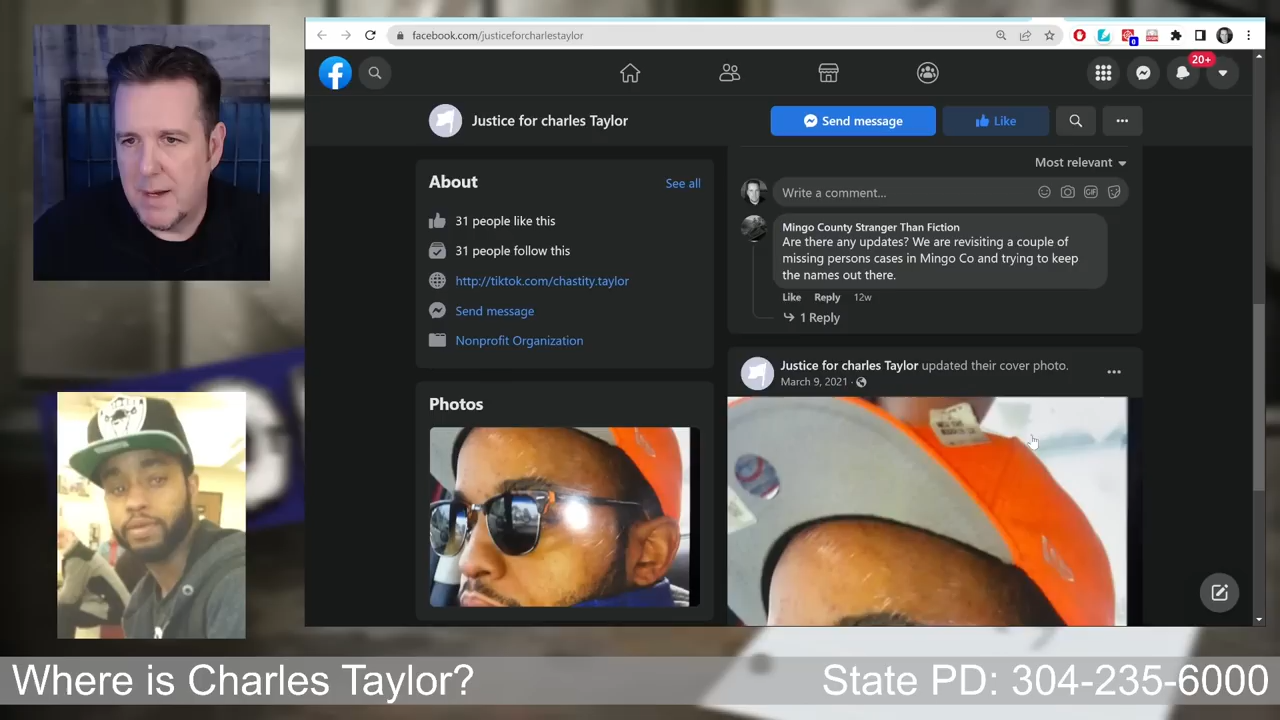 facebook.com/justiceforcharlestaylor
20+
Justice for charles Taylor
Send message
Like
About
See all
31 people like this
31 people follow this
http://tiktok.com/chastity.taylor
Send message
Nonprofit Organization
Photos
Most relevant
Write a comment...
GIF
Mingo County Stranger Than Fiction
Are there any updates? We are revisiting a couple of
missing persons cases in Mingo Co and trying to keep
the names out there.
Like Reply 12w
1 Reply
Justice for charles Taylor updated their cover photo.
March 9, 2021 ·
Where is Charles Taylor?
State PD: 304-235-6000